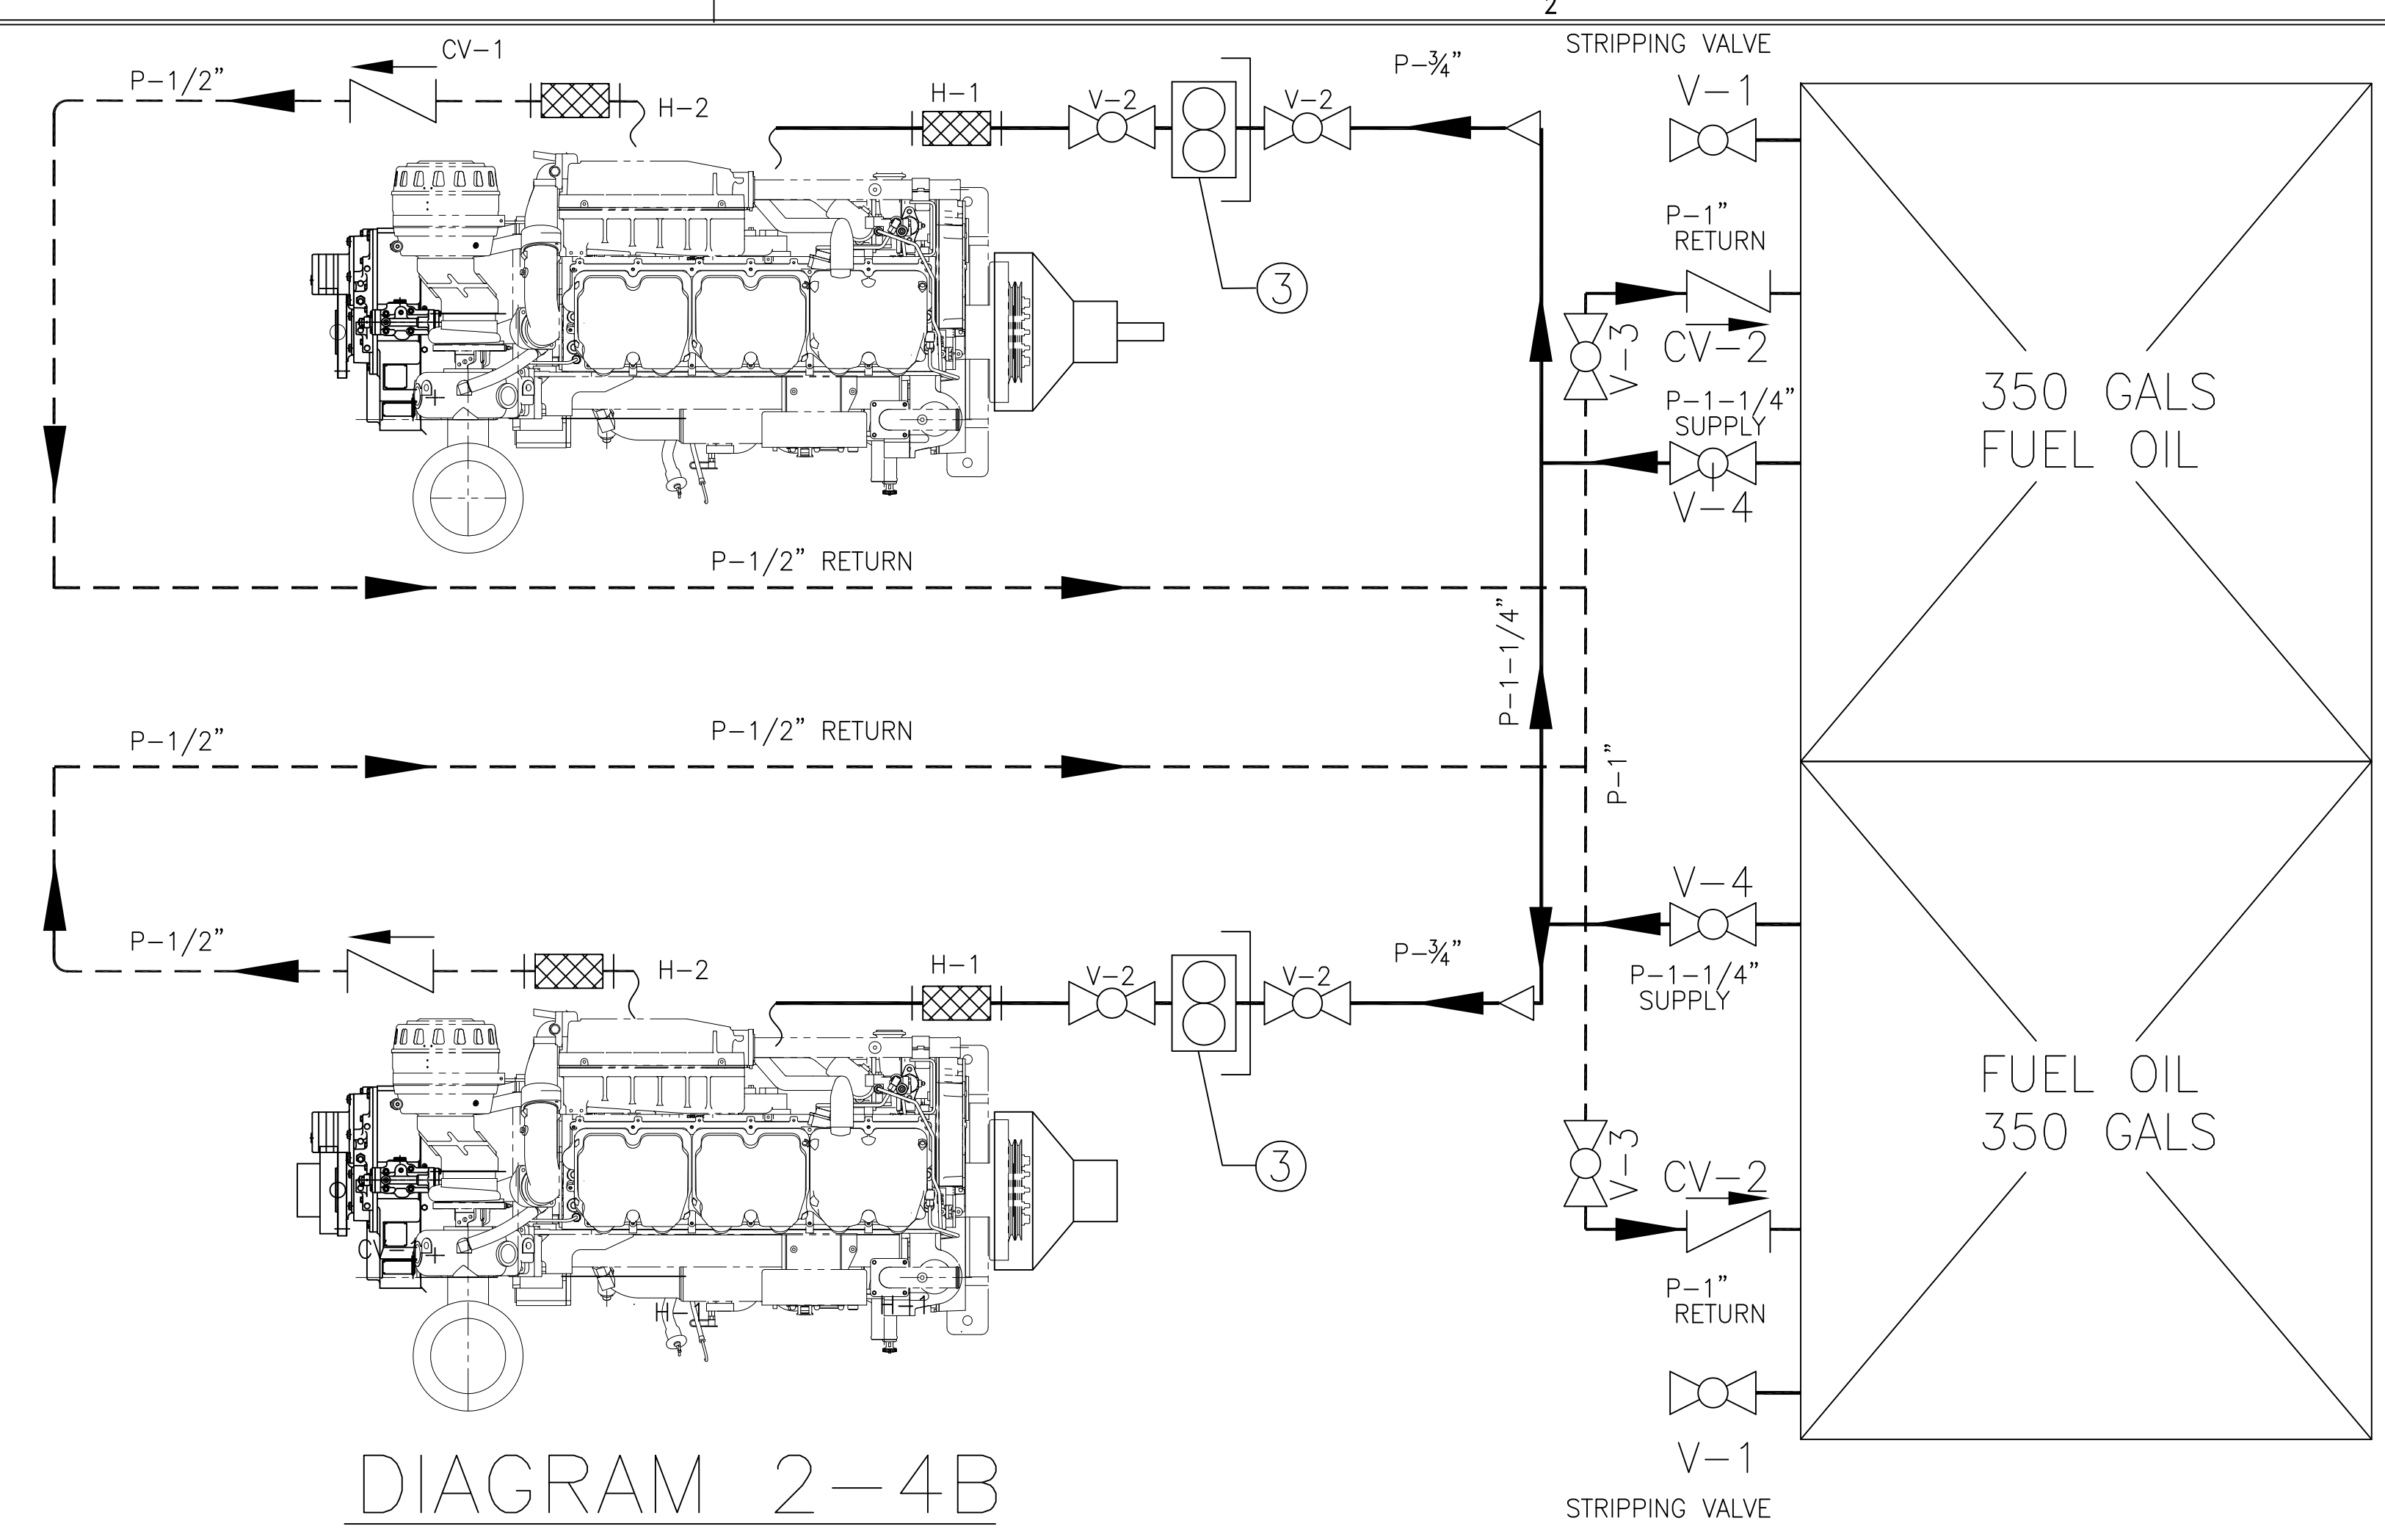 2
STRIPPING VALVE
CV-1
P-1/2"
H-2
H-1
V-2
V-2
P-¾"
V-1
3
P-1"
RETURN
V-3
CV-2
P-1-1/4"
SUPPLY
V-4
350 GALS
FUEL OIL
P-1/2" RETURN
P-1-1/4"
P-1/2"
P-1/2" RETURN
P-1"
V-4
P-1/2"
H-2
H-1
V-2
V-2
P-¾"
P-1-1/4"
SUPPLY
FUEL OIL
350 GALS
3
V-3
CV-2
P-1"
RETURN
V-1
DIAGRAM 2-4B
STRIPPING VALVE